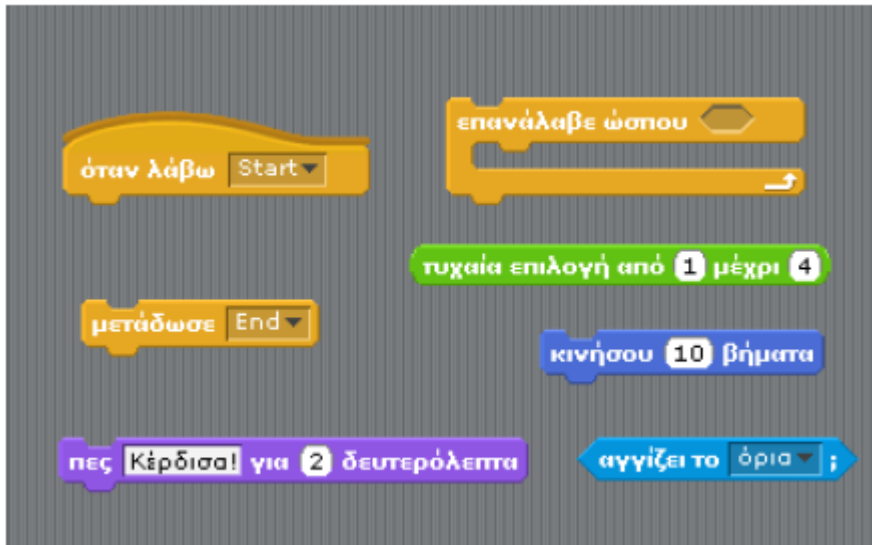 όταν λάβω Start
επανάλαβε ώσπου
τυχαία επιλογή από 1 μέχρι 4
μετάδωσε End
κινήσου 10 βήματα
πες Κέρδισα! για 2 δευτερόλεπτα
αγγίζει το όρια ;